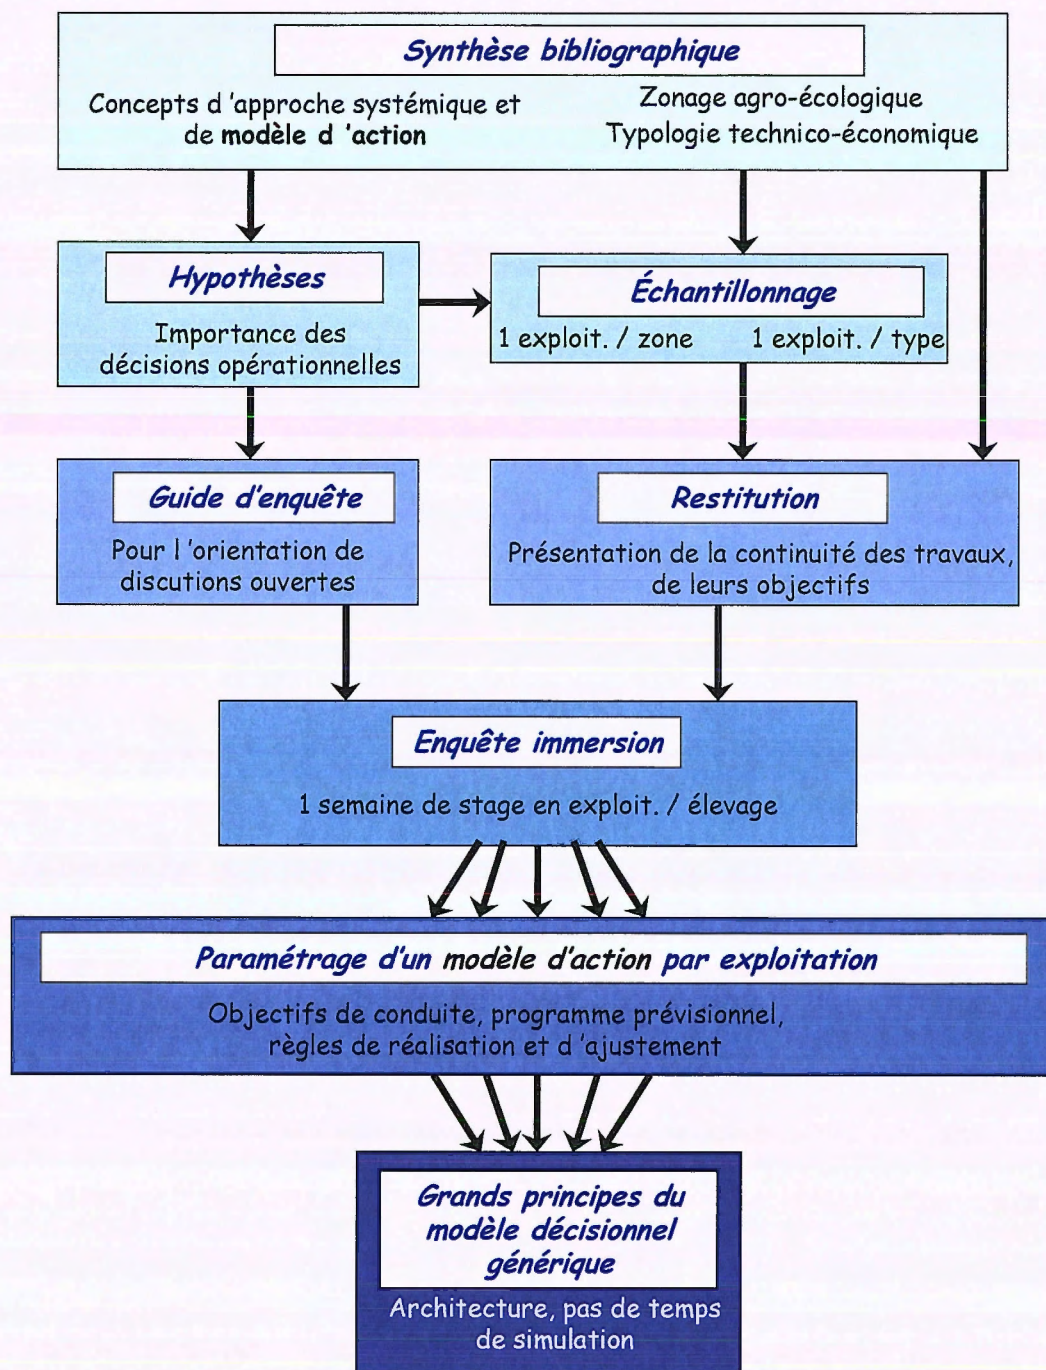 Synthèse bibliographique
Concepts d 'approche systémique et
de modèle d 'action
Zonage agro-écologique
Typologie technico-économique
Hypothèses
Importance des
décisions opérationnelles
Échantillonnage
1 exploit. / zone
1 exploit. / type
Guide d'enquête
Pour l 'orientation de
discutions ouvertes
Restitution
Présentation de la continuité des travaux,
de leurs objectifs
Enquête immersion
1 semaine de stage en exploit. / élevage
Paramétrage d'un modèle d'action par exploitation
Objectifs de conduite, programme prévisionnel,
règles de réalisation et d 'ajustement
Grands principes du
modèle décisionnel
générique
Architecture, pas de temps
de simulation